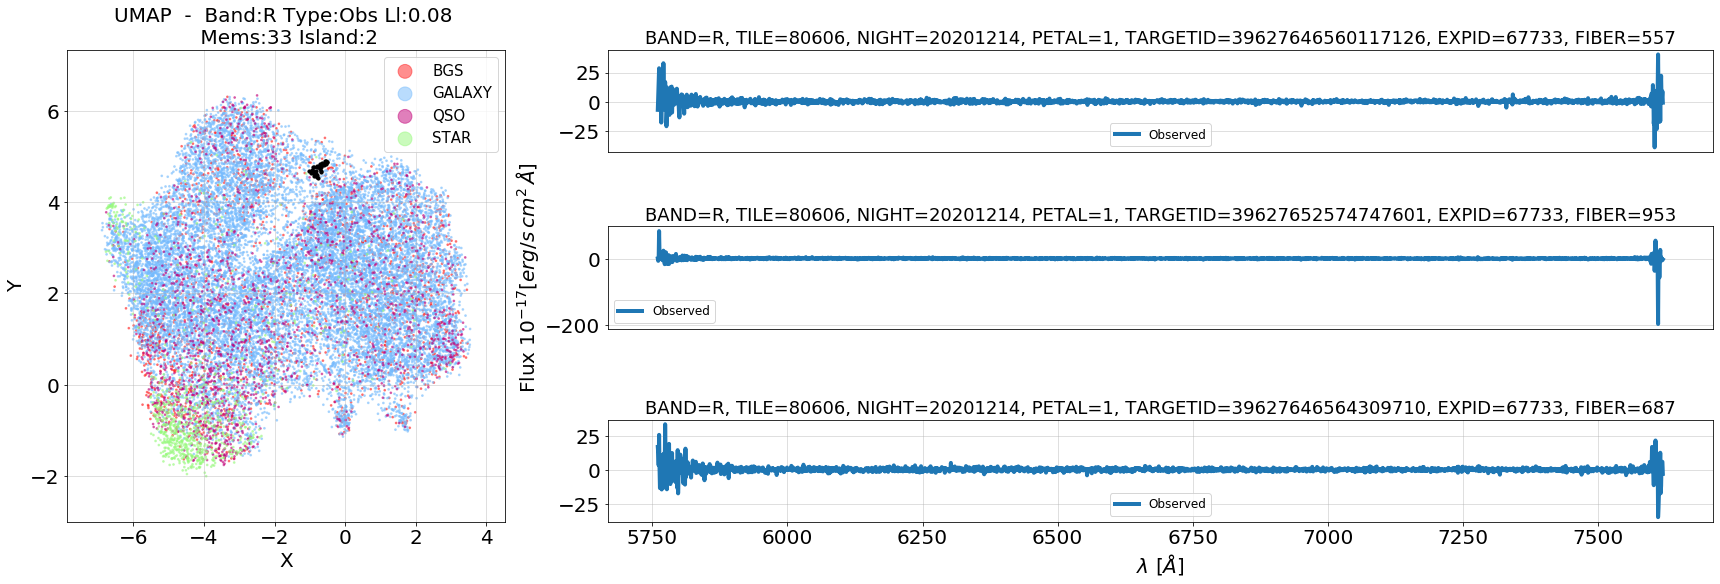 UMAP - Band:R Type:Obs Ll:0.08
Mems:33 Island:2
BGS
GALAXY
QSO
STAR
6
4
2
0
−2
Y
−6
−4
−2
0
2
4
X
Flux 10⁻¹⁷[erg/s cm² Å]
BAND=R, TILE=80606, NIGHT=20201214, PETAL=1, TARGETID=39627646560117126, EXPID=67733, FIBER=557
25
0
−25
Observed
BAND=R, TILE=80606, NIGHT=20201214, PETAL=1, TARGETID=39627652574747601, EXPID=67733, FIBER=953
0
−200
Observed
BAND=R, TILE=80606, NIGHT=20201214, PETAL=1, TARGETID=39627646564309710, EXPID=67733, FIBER=687
25
0
−25
Observed
5750
6000
6250
6500
6750
7000
7250
7500
λ [Å]